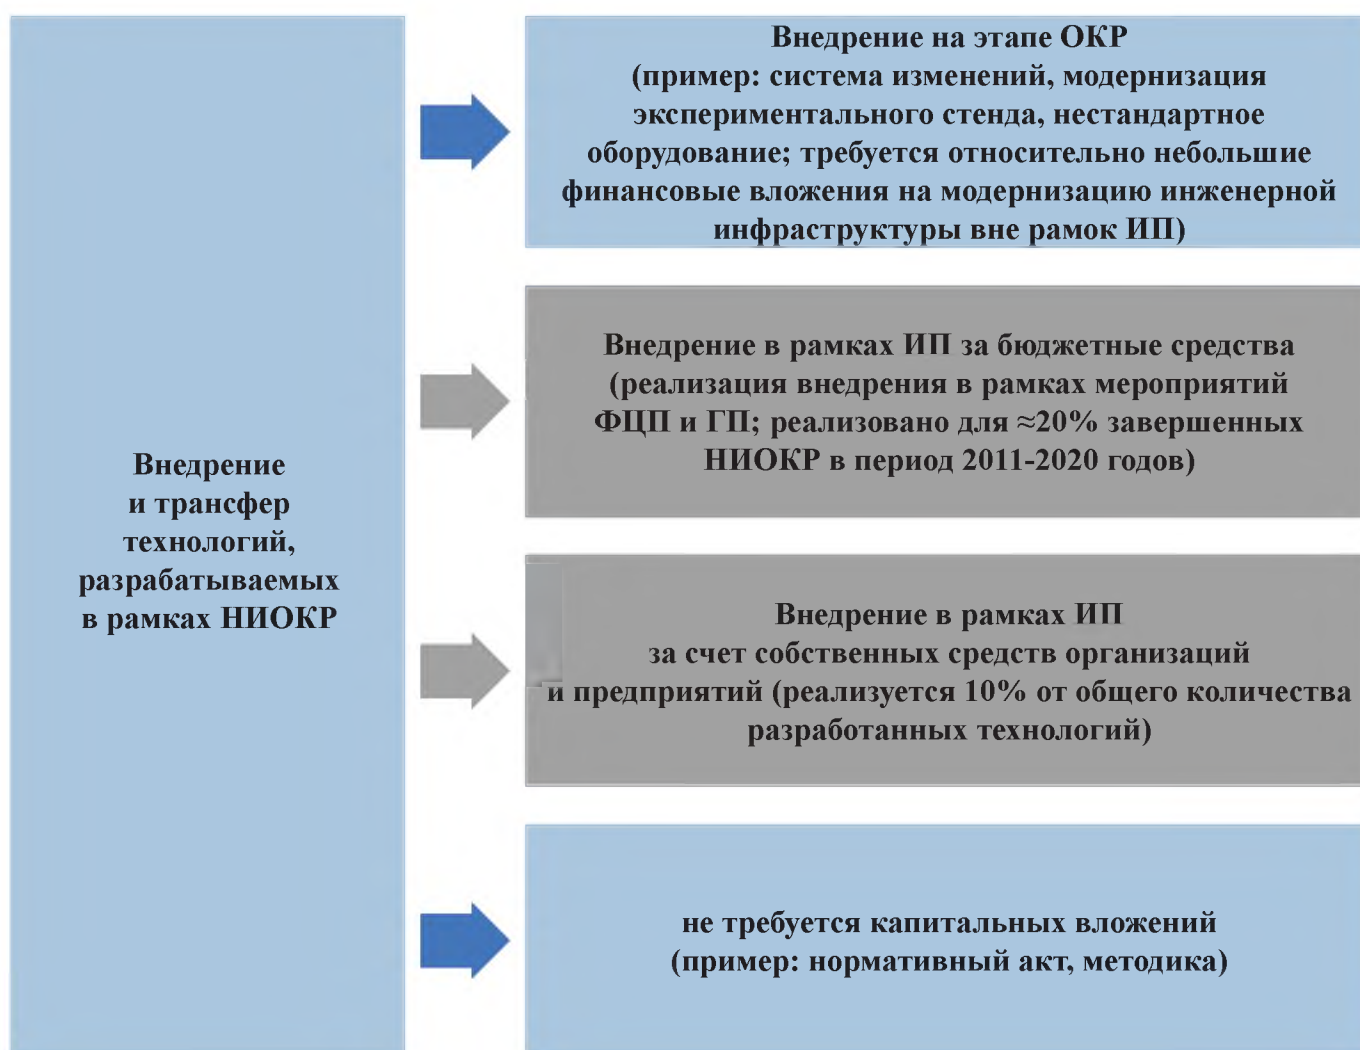 Внедрение
и трансфер
технологий,
разрабатываемых
в рамках НИОКР
Внедрение на этапе ОКР
(пример: система изменений, модернизация
экспериментального стенда, нестандартное
оборудование; требуется относительно небольшие
финансовые вложения на модернизацию инженерной
инфраструктуры вне рамок ИП)
Внедрение в рамках ИП за бюджетные средства
(реализация внедрения в рамках мероприятий
ФЦП и ГП; реализовано для ≈20% завершенных
НИОКР в период 2011-2020 годов)
Внедрение в рамках ИП
за счет собственных средств организаций
и предприятий (реализуется 10% от общего количества
разработанных технологий)
не требуется капитальных вложений
(пример: нормативный акт, методика)